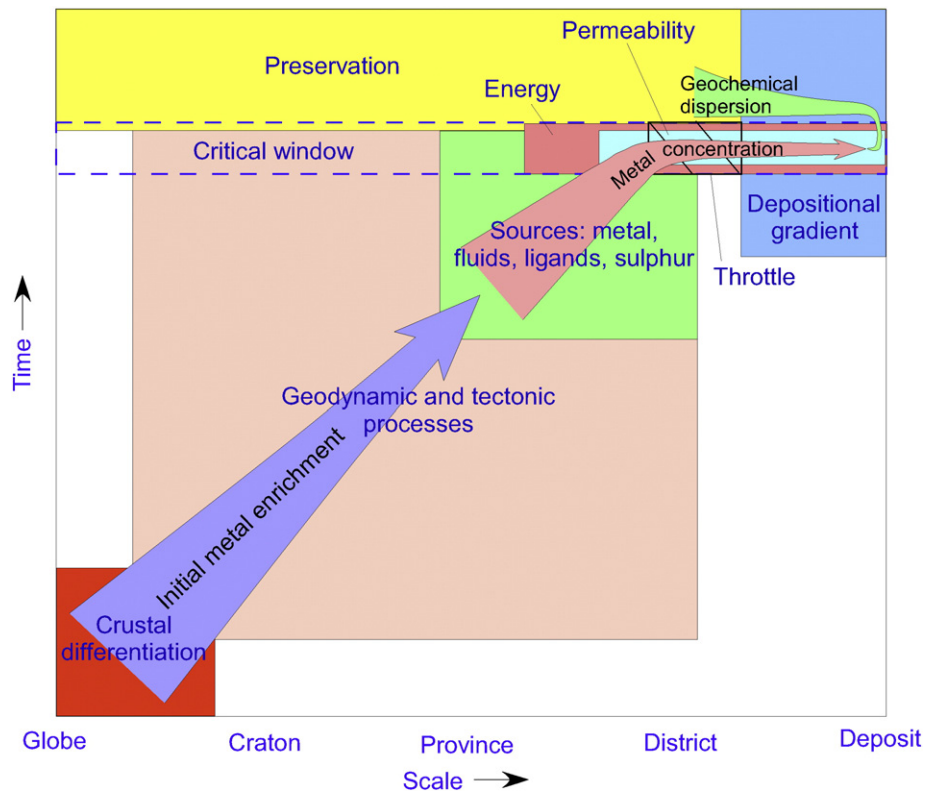 Permeability
Preservation
Energy
Geochemical
dispersion
Critical window
Metal
concentration
Depositional
gradient
Sources: metal,
fluids, ligands, sulphur
Throttle
Time
Geodynamic and tectonic
processes
Initial metal enrichment
Crustal
differentiation
Globe
Craton
Province
District
Deposit
Scale